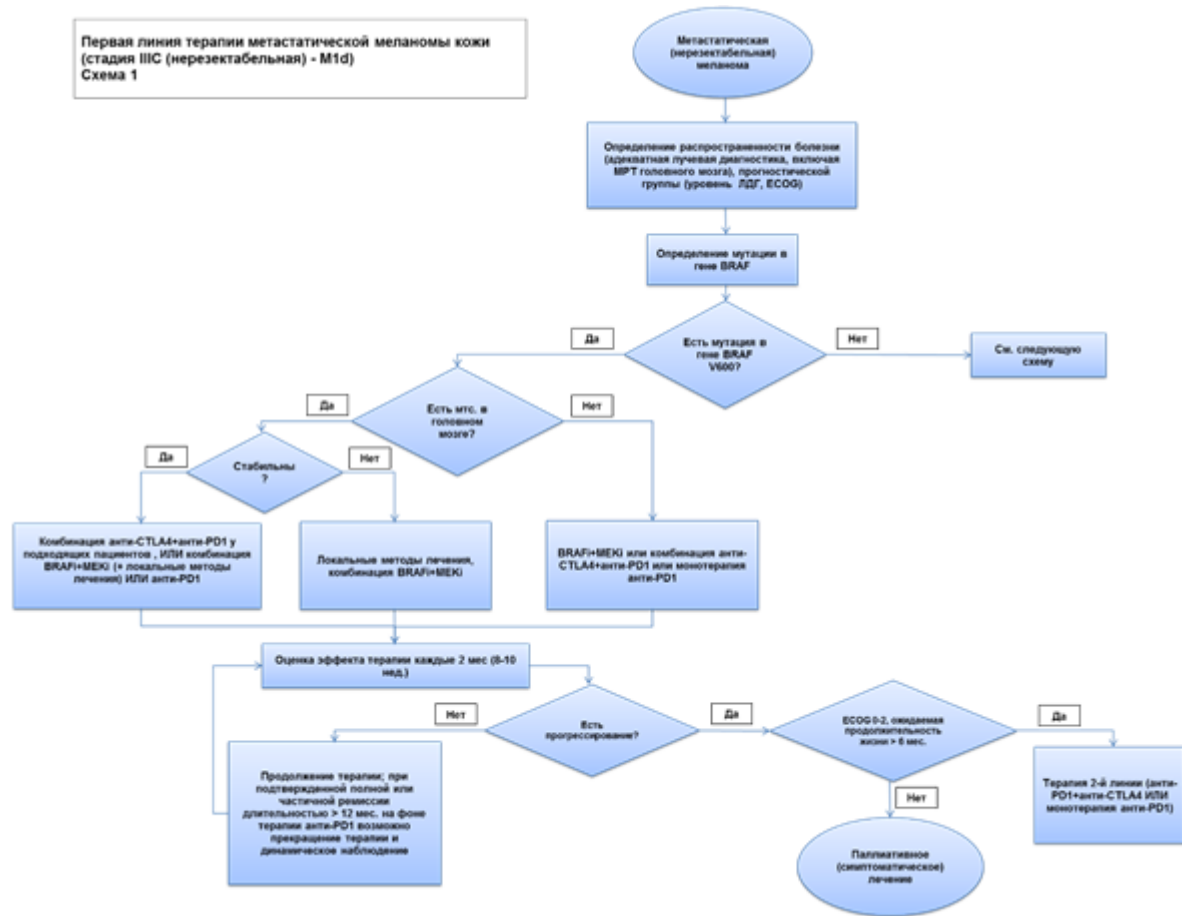 Первая линия терапии метастатической меланомы кожи
(стадия IIIC (нерезектабельная) - M1d)
Схема 1
Метастатическая
(нерезектабельная)
меланома
Определение распространенности болезни
(адекватная лучевая диагностика, включая
МРТ головного мозга), прогностической
группы (уровень ЛДГ, ECOG)
Определение мутации в
гене BRAF
Есть мутация в
гене BRAF
V600?
Да
Нет
См. следующую
схему
Есть мтс. в
головном
мозге?
Да
Нет
Стабильны
?
Да
Нет
Комбинация анти-CTLA4+анти-PD1 у
подходящих пациентов , ИЛИ комбинация
BRAFi+MEKi (+ локальные методы
лечения) ИЛИ анти-PD1
Локальные методы лечения,
комбинация BRAFi+MEKi
BRAFi+MEKi или комбинация анти-
CTLA4+анти-PD1 или монотерапия
анти-PD1
Оценка эффекта терапии каждые 2 мес (8-10
нед.)
Есть
прогрессирование?
Нет
Да
Продолжение терапии; при
подтвержденной полной или
частичной ремиссии
длительностью > 12 мес. на фоне
терапии анти-PD1 возможно
прекращение терапии и
динамическое наблюдение
ECOG 0-2, ожидаемая
продолжительность
жизни > 6 мес.
Да
Нет
Терапия 2-й линии (анти-
PD1+анти-CTLA4 ИЛИ
монотерапия анти-PD1)
Паллиативное
(симптоматическое)
лечение